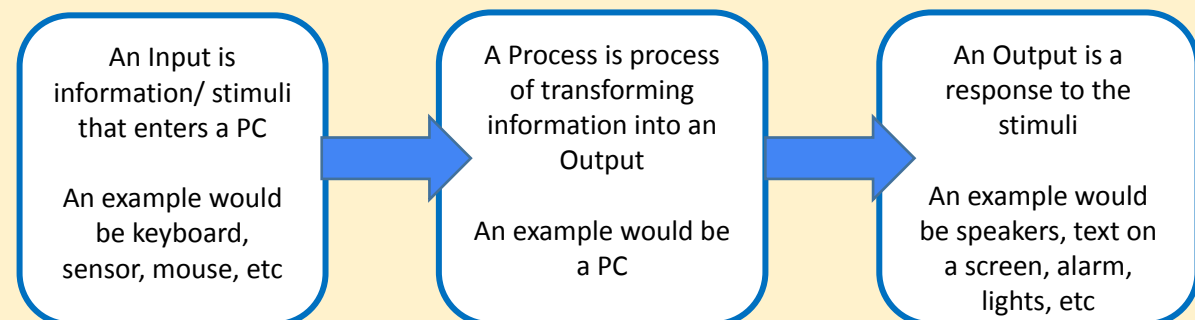 An Input is
information/ stimuli
that enters a PC
An example would
be keyboard,
sensor, mouse, etc
A Process is process
of transforming
information into an
Output
An example would be
a PC
An Output is a
response to the
stimuli
An example would
be speakers, text on
a screen, alarm,
lights, etc